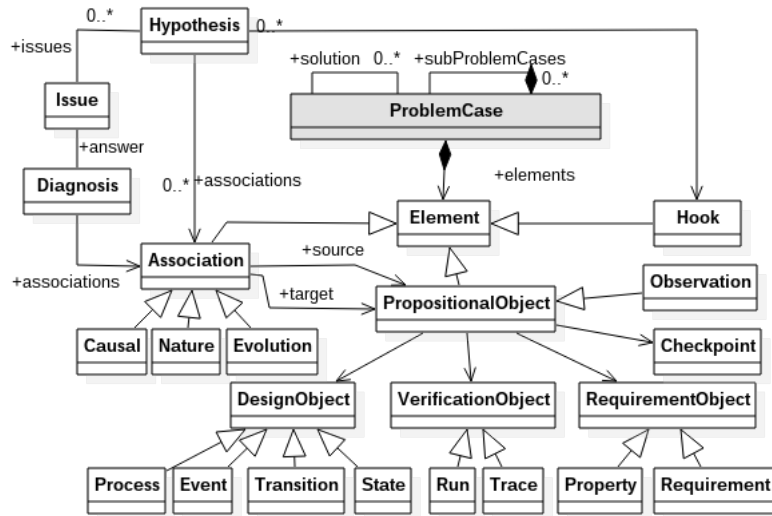 0..*
Hypothesis
0..*
+issues
+solution
0..*
+subProblemCases
0..*
Issue
ProblemCase
+answer
Diagnosis
0..*
+associations
+elements
Element
Hook
+associations
Association
+source
+target
PropositionalObject
Observation
Causal
Nature
Evolution
Checkpoint
DesignObject
VerificationObject
RequirementObject
Process
Event
Transition
State
Run
Trace
Property
Requirement